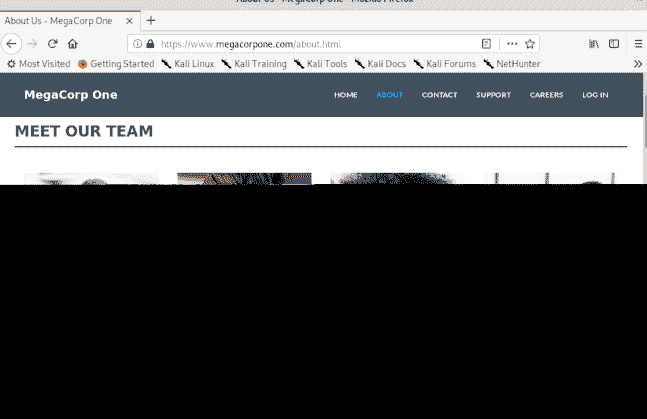 About Us - MegaCorp One - Mozilla Firefox
About Us - MegaCorp One
https://www.megacorpone.com/about.html
Most Visited Getting Started Kali Linux Kali Training Kali Tools Kali Docs Kali Forums NetHunter
MegaCorp One HOME ABOUT CONTACT SUPPORT CAREERS LOG IN
MEET OUR TEAM